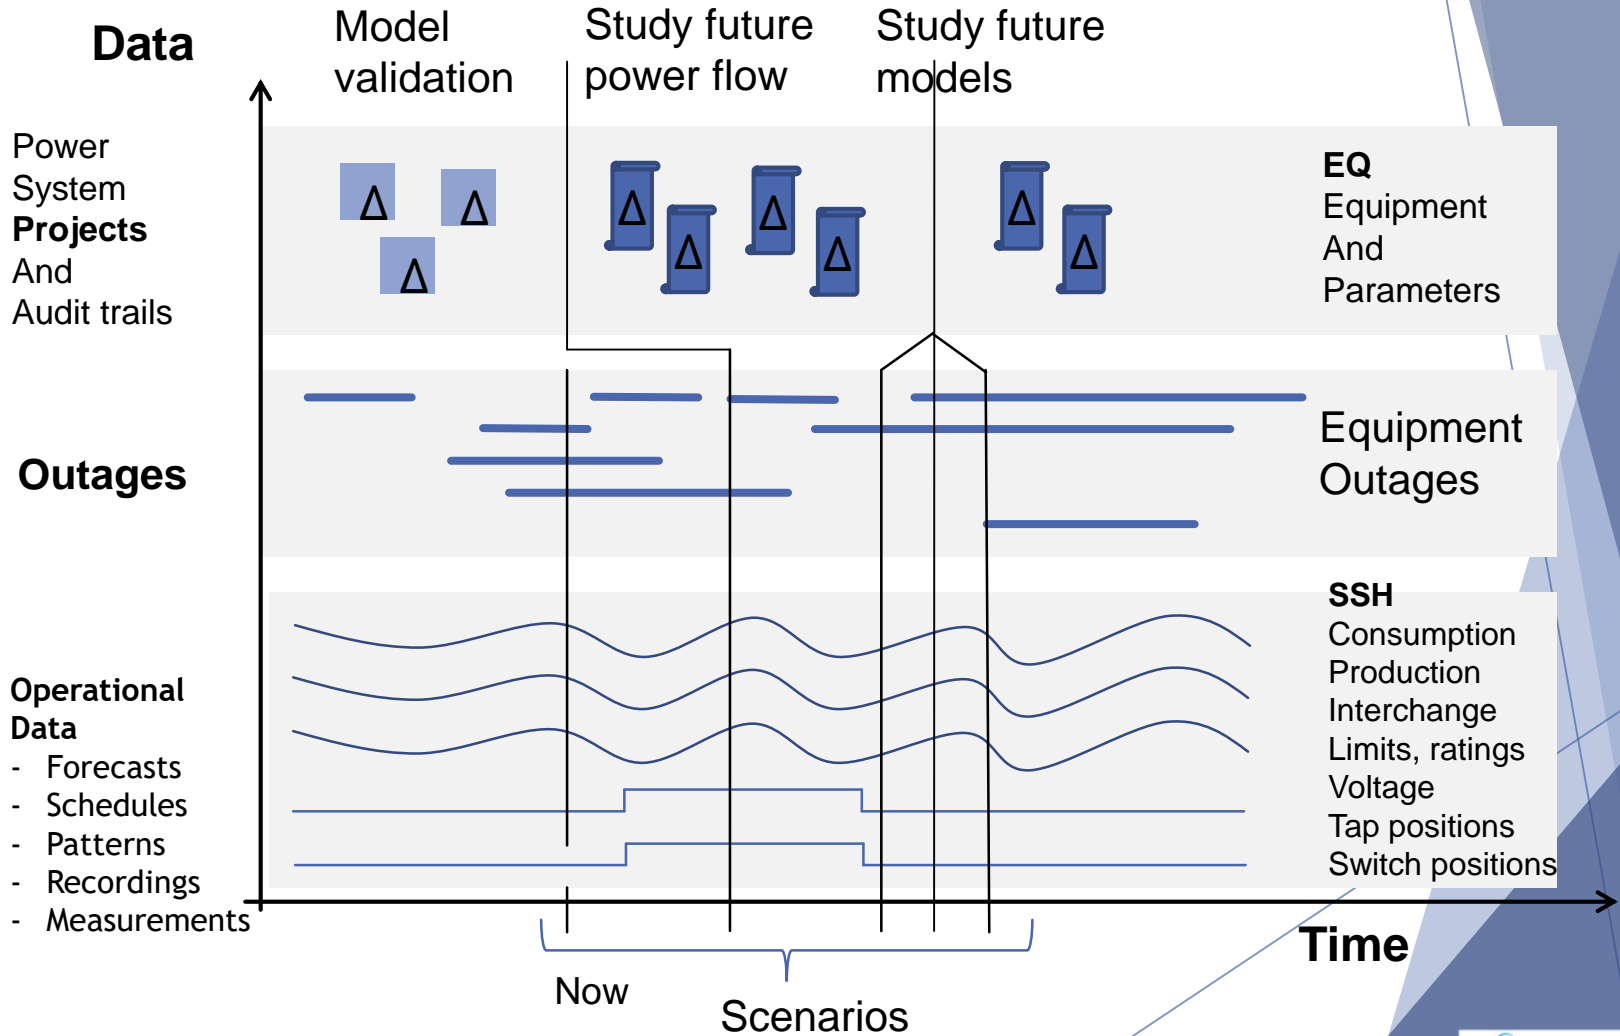 Data
Model
validation
Study future
power flow
Study future
models
Power
System
Projects
And
Audit trails
Δ
Δ
Δ
Δ
Δ
Δ
Δ
Δ
Δ
EQ
Equipment
And
Parameters
Outages
Equipment
Outages
Operational
Data
- Forecasts
- Schedules
- Patterns
- Recordings
- Measurements
SSH
Consumption
Production
Interchange
Limits, ratings
Voltage
Tap positions
Switch positions
Time
Now
Scenarios